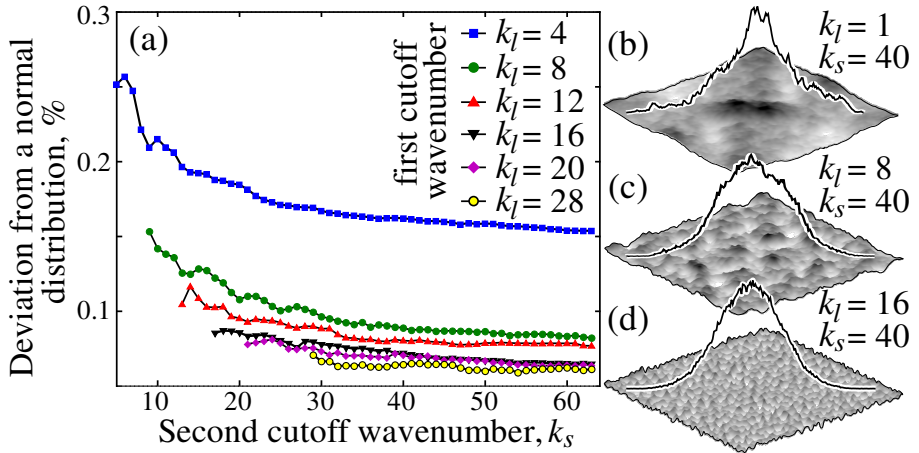 Deviation from a normal
distribution, %
0.3
0.2
0.1
(a)
first cutoff
wavenumber
k_l = 4
k_l = 8
k_l = 12
k_l = 16
k_l = 20
k_l = 28
10 20 30 40 50 60
Second cutoff wavenumber, k_s
(b)
k_l = 1
k_s = 40
(c)
k_l = 8
k_s = 40
(d)
k_l = 16
k_s = 40